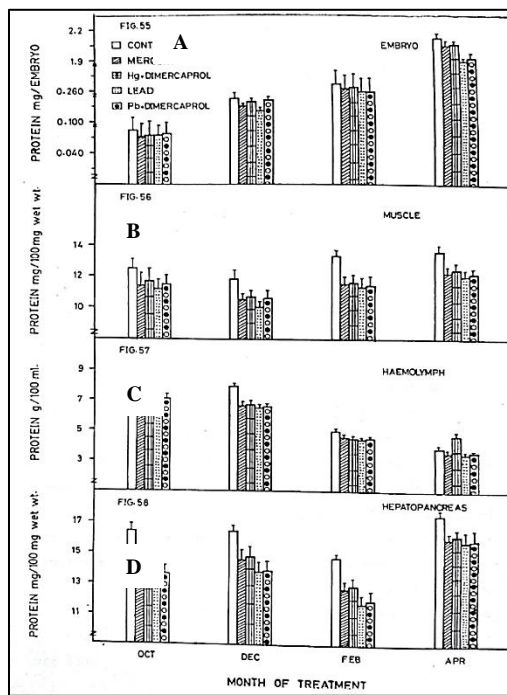 FIG.55
A
EMBRYO
CONT
MERC
Hg+DIMERCAPROL
LEAD
Pb+DIMERCAPROL
PROTEIN mg/EMBRYO
2.2
1.9
0.260
0.100
0.040
FIG.56
MUSCLE
B
PROTEIN mg/100mg wet wt.
14
12
10
FIG.57
HAEMOLYMPH
C
PROTEIN g/100 ml.
9
7
5
3
FIG.58
HEPATOPANCREAS
D
PROTEIN mg/100 mg wet wt.
17
15
13
11
OCT DEC FEB APR
MONTH OF TREATMENT